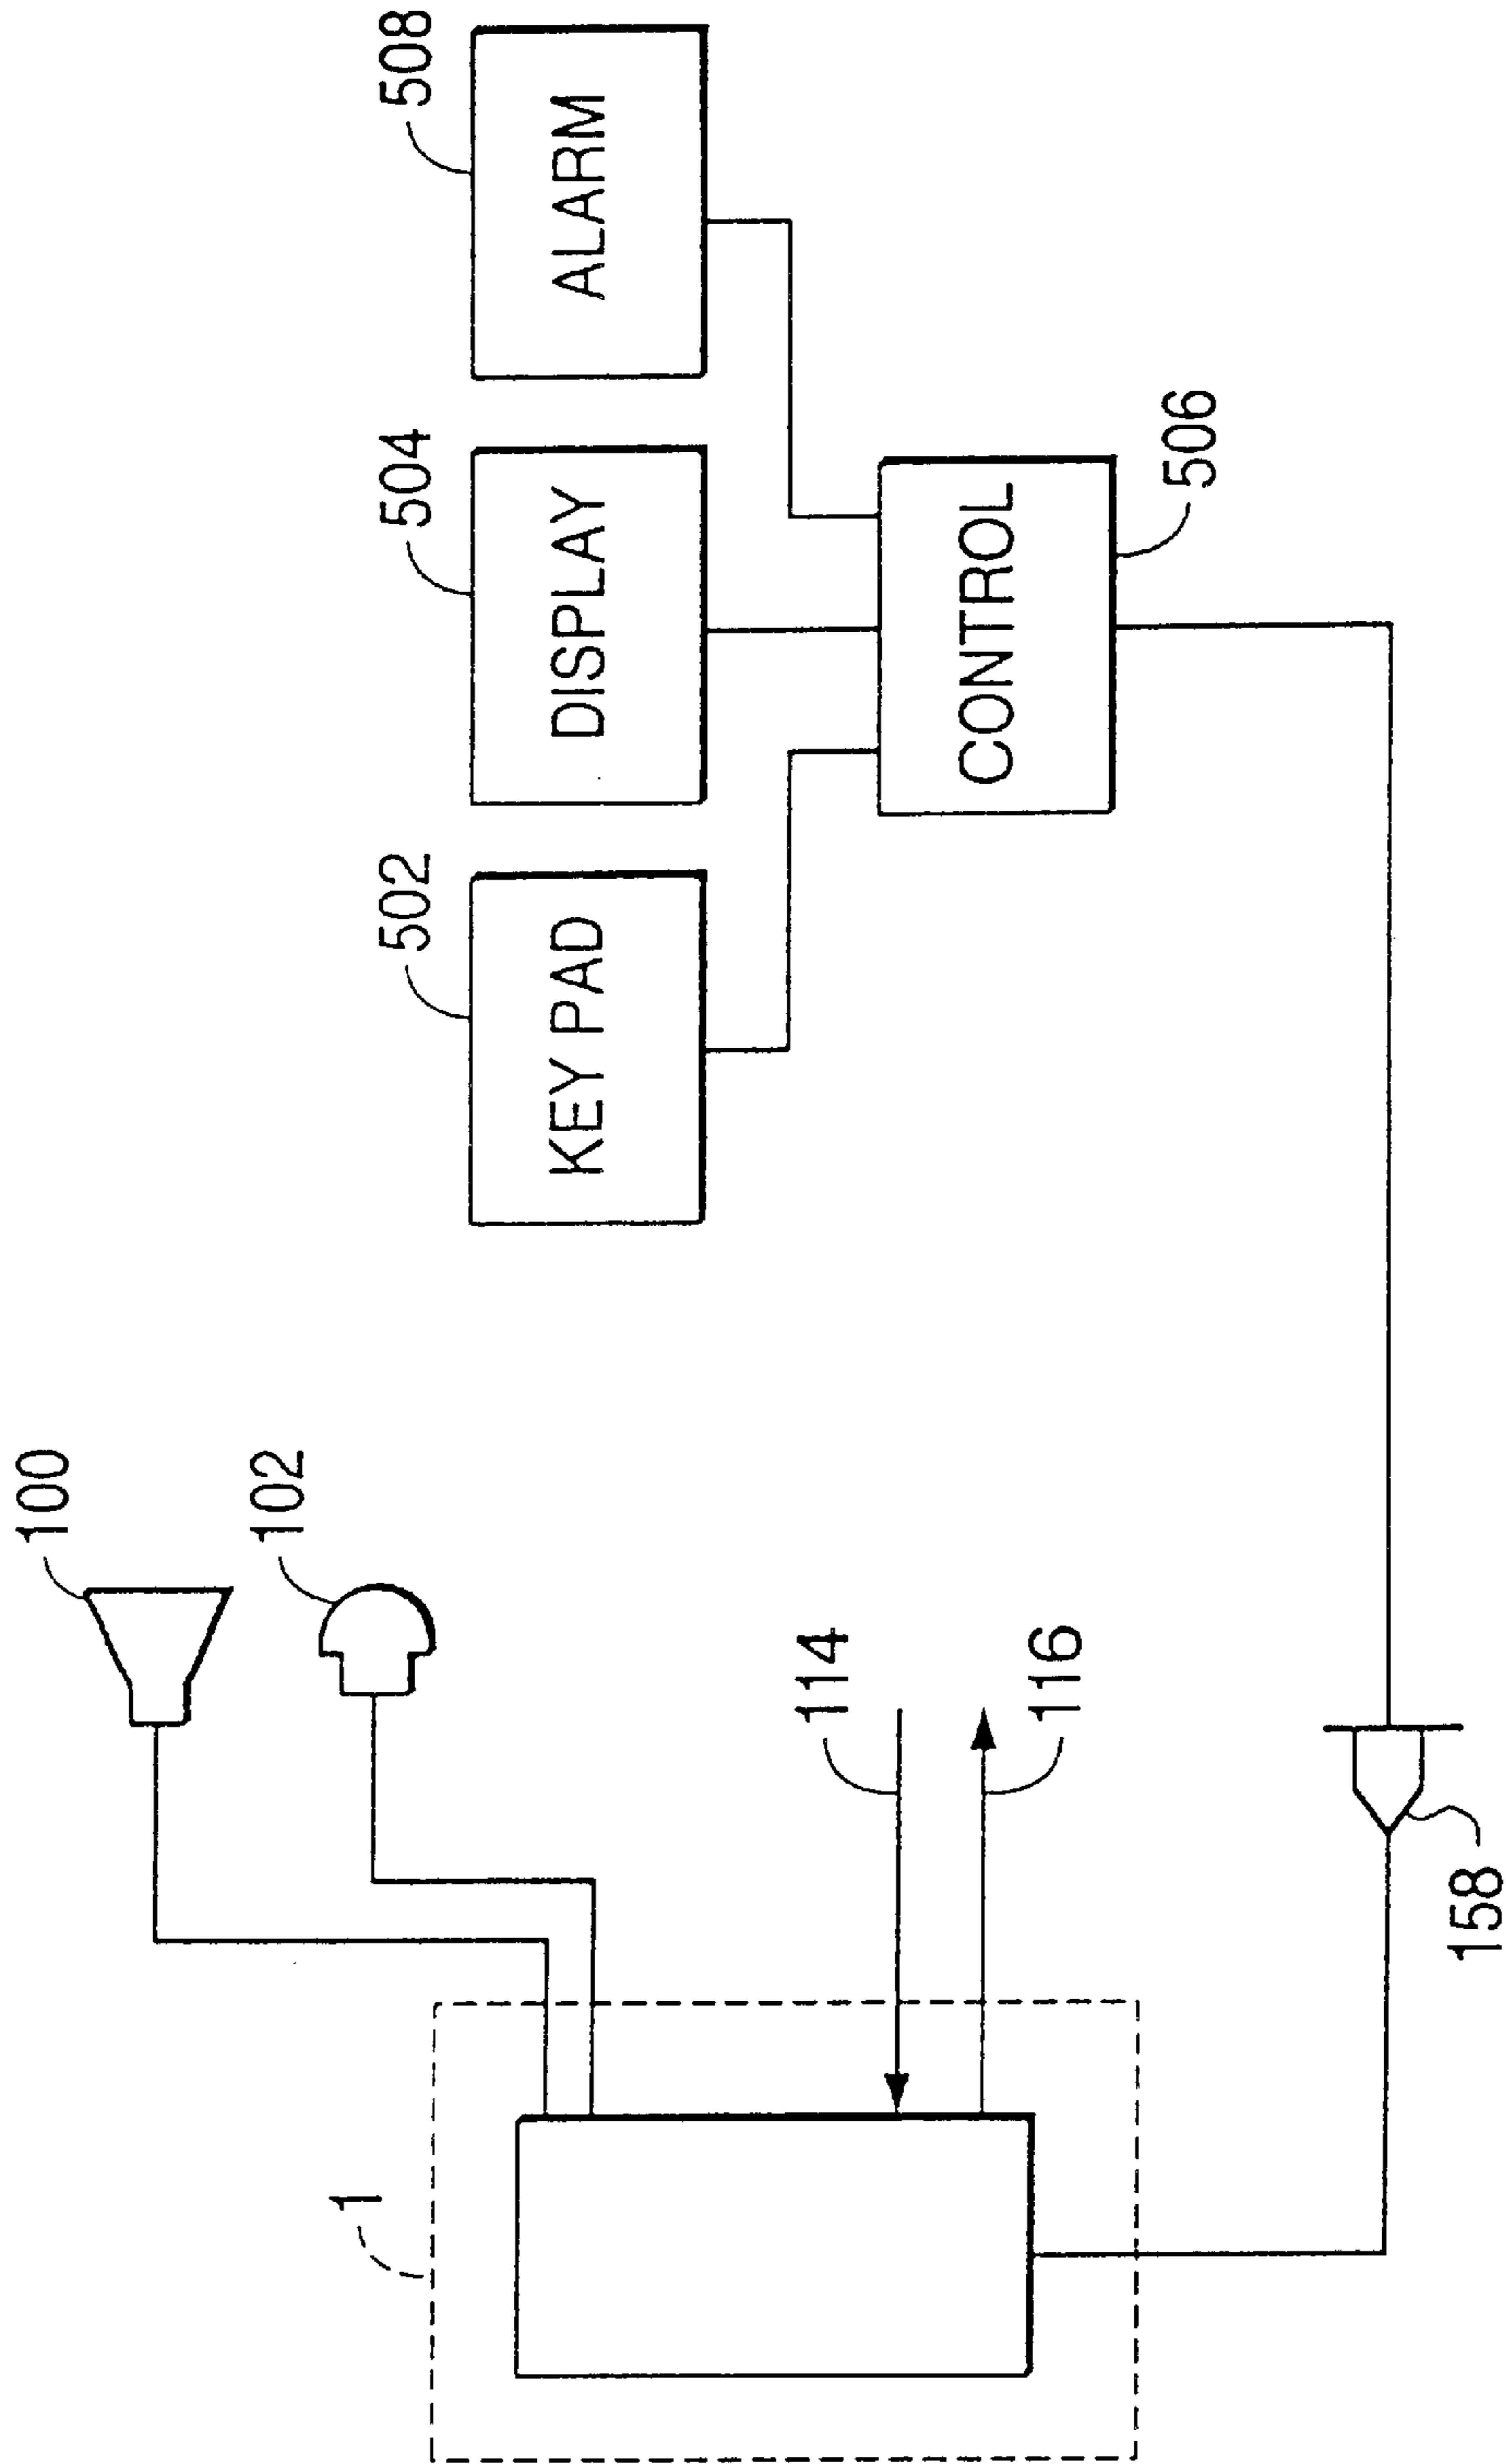 100
102
1
114
116
158
502
KEY PAD
504
DISPLAY
508
ALARM
CONTROL
506